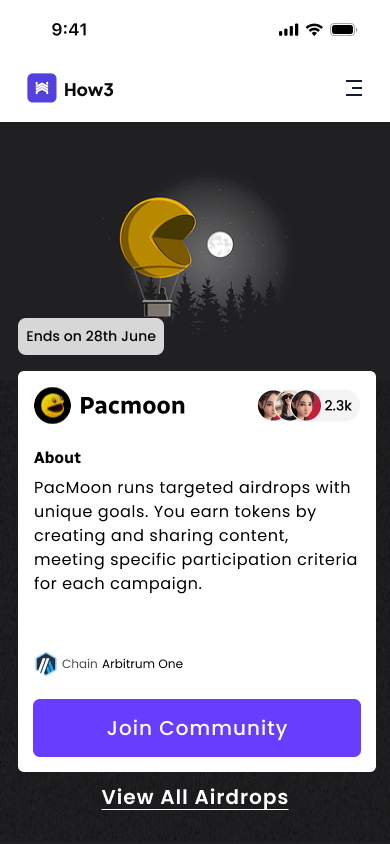 9:41
How3
Ends on 28th June
Pacmoon
2.3k
About
PacMoon runs targeted airdrops with
unique goals. You earn tokens by
creating and sharing content,
meeting specific participation criteria
for each campaign.
Chain Arbitrum One
Join Community
View All Airdrops